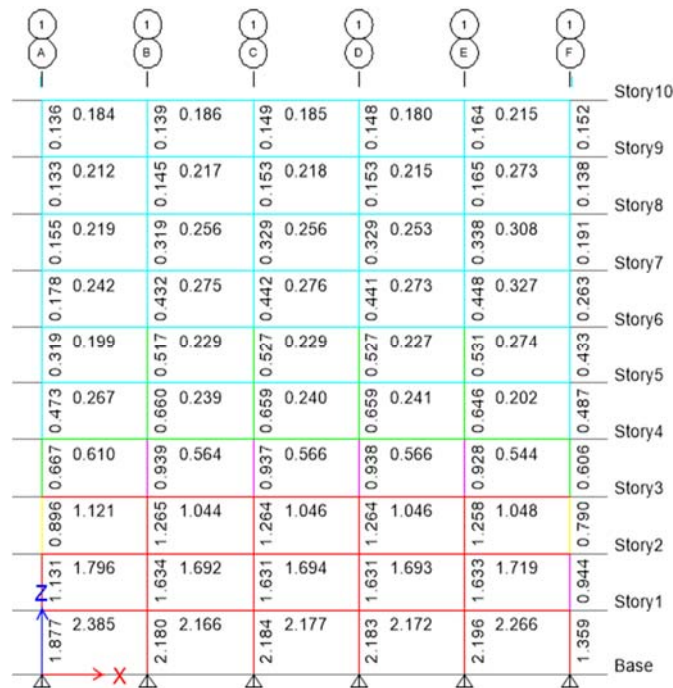 1 1 1 1 1 1
A B C D E F
Story10
0.136 0.184 0.139 0.186 0.149 0.185 0.148 0.180 0.164 0.215 0.152
Story9
0.133 0.212 0.145 0.217 0.153 0.218 0.153 0.215 0.165 0.273 0.138
Story8
0.155 0.219 0.319 0.256 0.329 0.256 0.329 0.253 0.338 0.308 0.191
Story7
0.178 0.242 0.432 0.275 0.442 0.276 0.441 0.273 0.448 0.327 0.263
Story6
0.319 0.199 0.517 0.229 0.527 0.229 0.527 0.227 0.531 0.274 0.433
Story5
0.473 0.267 0.660 0.239 0.659 0.240 0.659 0.241 0.646 0.202 0.487
Story4
0.667 0.610 0.939 0.564 0.937 0.566 0.938 0.566 0.928 0.544 0.606
Story3
0.896 1.121 1.265 1.044 1.264 1.046 1.264 1.046 1.258 1.048 0.790
Story2
1.131 1.796 1.634 1.692 1.631 1.694 1.631 1.693 1.633 1.719 0.944
Z
Story1
1.877 2.385 2.180 2.166 2.184 2.177 2.183 2.172 2.196 2.266 1.359
X
Base